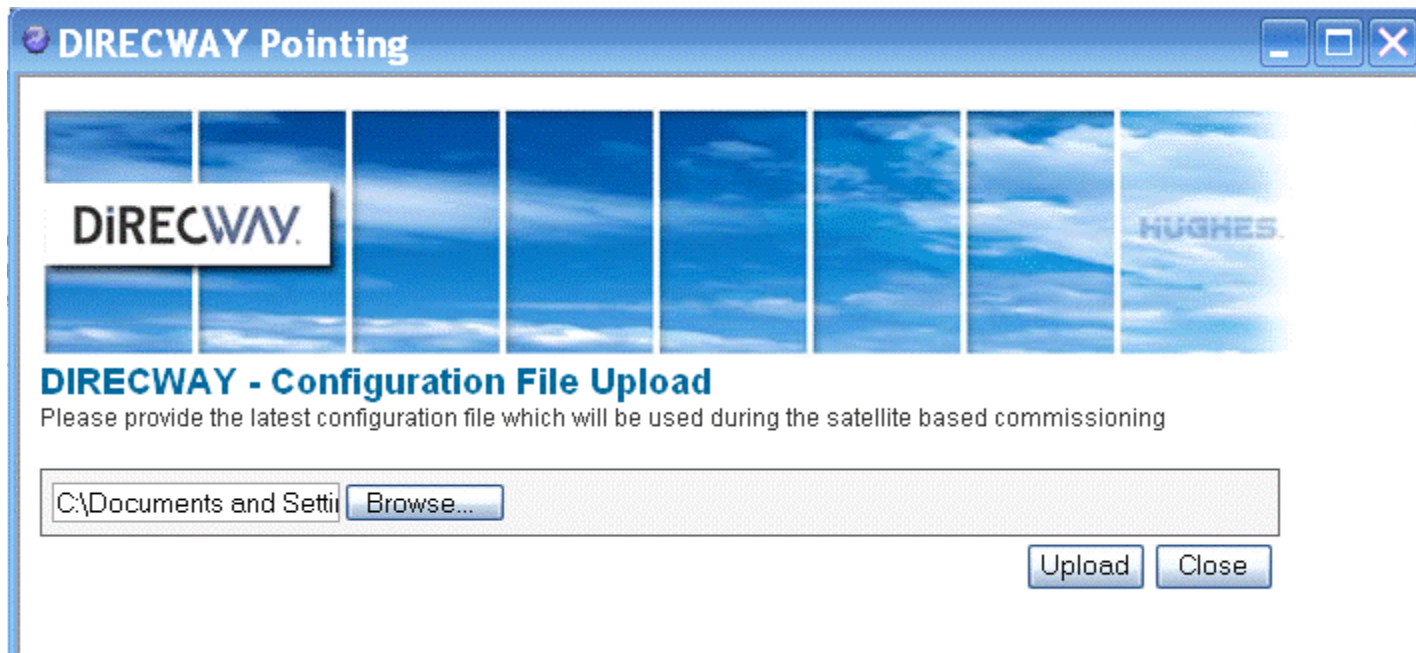 DIRECWAY Pointing
DiRECWAY.
HUGHES.
DIRECWAY - Configuration File Upload
Please provide the latest configuration file which will be used during the satellite based commissioning
C:\Documents and Settin Browse...
Upload Close